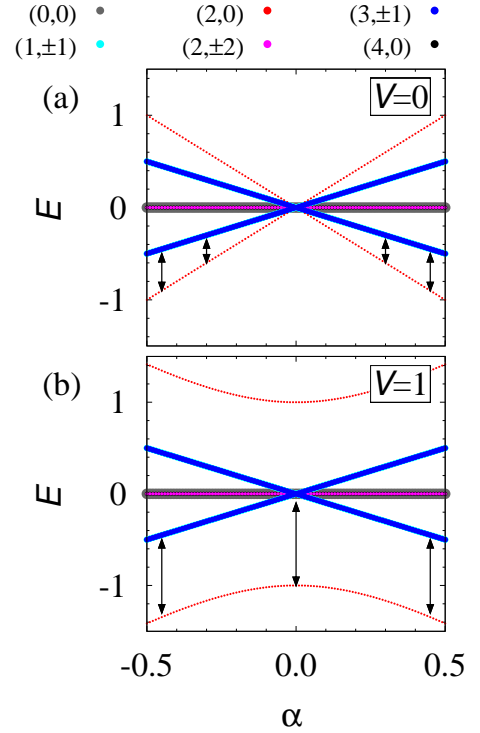 (0,0) (2,0) (3,±1)
(1,±1) (2,±2) (4,0)
(a)
V=0
E
1
0
-1
(b)
V=1
E
1
0
-1
-0.5 0.0 0.5
α